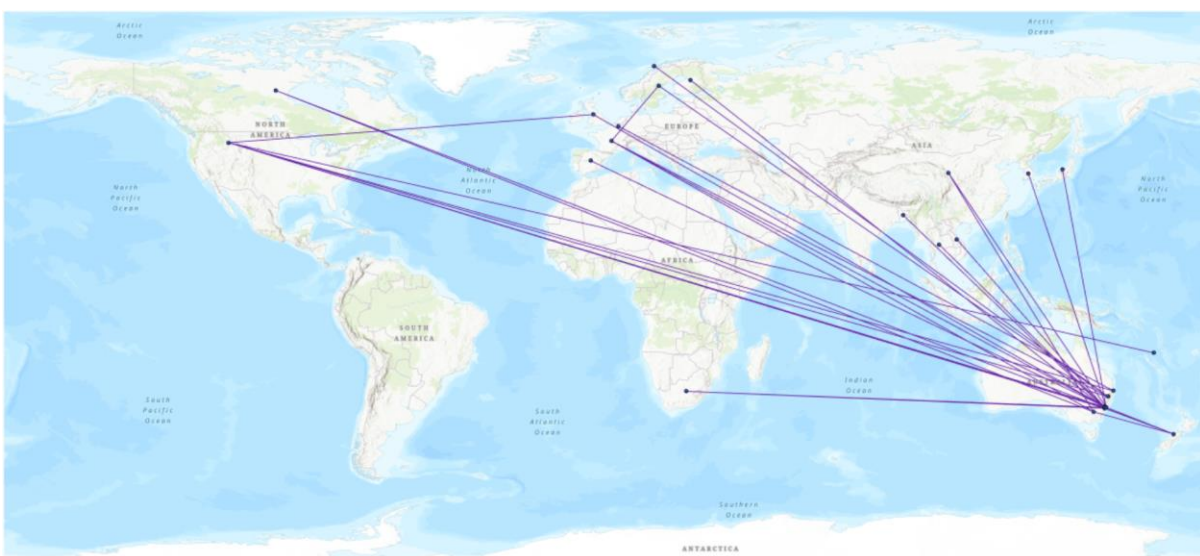 Arctic
Ocean
Arctic
Ocean
NORTH
AMERICA
EUROPE
ASIA
North
Pacific
Ocean
North
Atlantic
Ocean
North
Pacific
Ocean
AFRICA
SOUTH
AMERICA
South
Pacific
Ocean
South
Atlantic
Ocean
Indian
Ocean
Southern
Ocean
ANTARCTICA